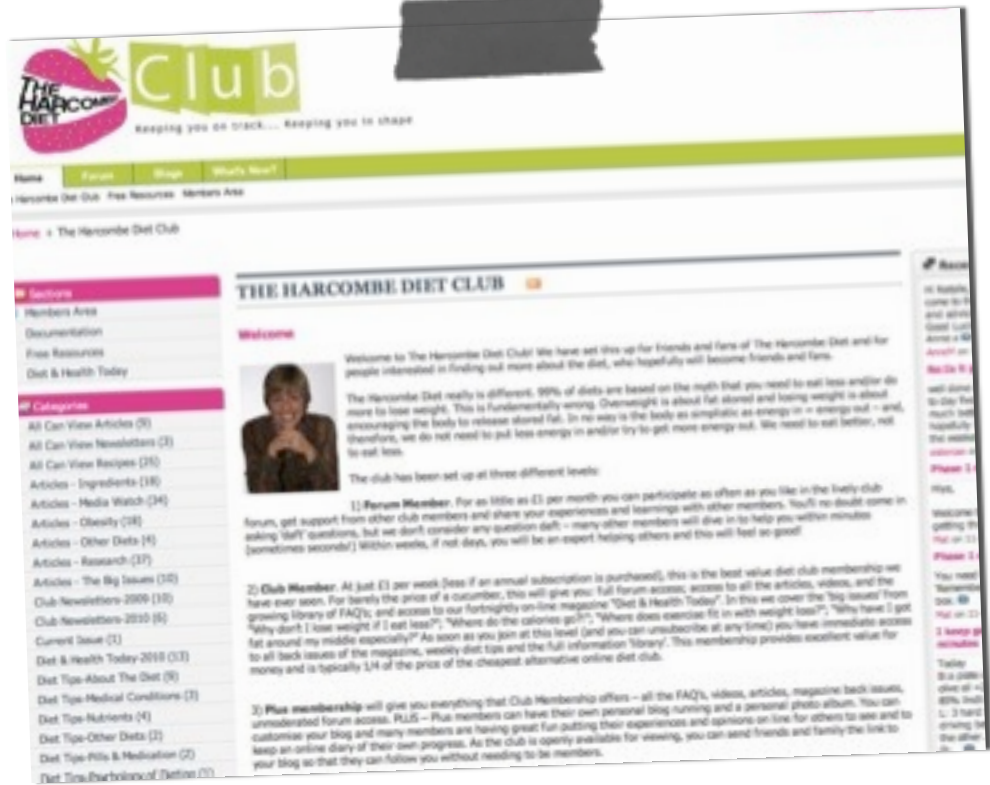 THE
HARCOMBE
DIET
Club
Keeping you on track... Keeping you in shape
Home Forum Blogs What's New?
Harcombe Diet Club Free Resources Members Area
Home » The Harcombe Diet Club
Sections
Members Area
Documentation
Free Resources
Diet & Health Today
Categories
All Can View Articles (9)
All Can View Newsletters (3)
All Can View Recipes (25)
Articles - Ingredients (18)
Articles - Media Watch (34)
Articles - Obesity (18)
Articles - Other Diets (4)
Articles - Research (37)
Articles - The Big Issues (10)
Club Newsletters-2009 (10)
Club Newsletters-2010 (6)
Current Issue (1)
Diet & Health Today-2010 (13)
Diet Tips-About The Diet (9)
Diet Tips-Medical Conditions (3)
Diet Tips-Nutrients (4)
Diet Tips-Other Diets (2)
Diet Tips-Pills & Medication (2)
Diet Tips-Psychology of Dieting (1)
THE HARCOMBE DIET CLUB
Welcome
Welcome to The Harcombe Diet Club! We have set this up for friends and fans of The Harcombe Diet and for
people interested in finding out more about the diet, who hopefully will become friends and fans.
The Harcombe Diet really is different. 99% of diets are based on the myth that you need to eat less and/or do
more to lose weight. This is fundamentally wrong. Overweight is about fat stored and losing weight is about
encouraging the body to release stored fat. In no way is the body as simplistic as energy in = energy out – and,
therefore, we do not need to put less energy in and/or try to get more energy out. We need to eat better, not
to eat less.
The club has been set up at three different levels:
1) Forum Member. For as little as £1 per month you can participate as often as you like in the lively club
forum, get support from other club members and share your experiences and learnings with other members. You'll no doubt come in
asking 'daft' questions, but we don't consider any question daft – many other members will dive in to help you within minutes
(sometimes seconds!) Within weeks, if not days, you will be an expert helping others and this will feel so good!
2) Club Member. At just £1 per week (less if an annual subscription is purchased), this is the best value diet club membership we
have ever seen. For barely the price of a cucumber, this will give you: full forum access; access to all the articles, videos, and the
growing library of FAQ's; and access to our fortnightly on-line magazine "Diet & Health Today". In this we cover the 'big issues' from
"Why don't I lose weight if I eat less?"; "Where do the calories go?!"; "Where does exercise fit in with weight loss?"; "Why have I got
fat around my middle especially?" As soon as you join at this level (and you can unsubscribe at any time) you have immediate access
to all back issues of the magazine, weekly diet tips and the full information 'library'. This membership provides excellent value for
money and is typically 1/4 of the price of the cheapest alternative online diet club.
3) Plus membership will give you everything that Club Membership offers – all the FAQ's, videos, articles, magazine back issues,
unmoderated forum access. PLUS – Plus members can have their own personal blog running and a personal photo album. You can
customise your blog and many members are having great fun putting their experiences and opinions on line for others to see and to
keep an online diary of their own progress. As the club is openly available for viewing, you can send friends and family the link to
your blog so that they can follow you without needing to be members.
Phase 1
Phase 1
You need
I keep
minutes
Today
the other